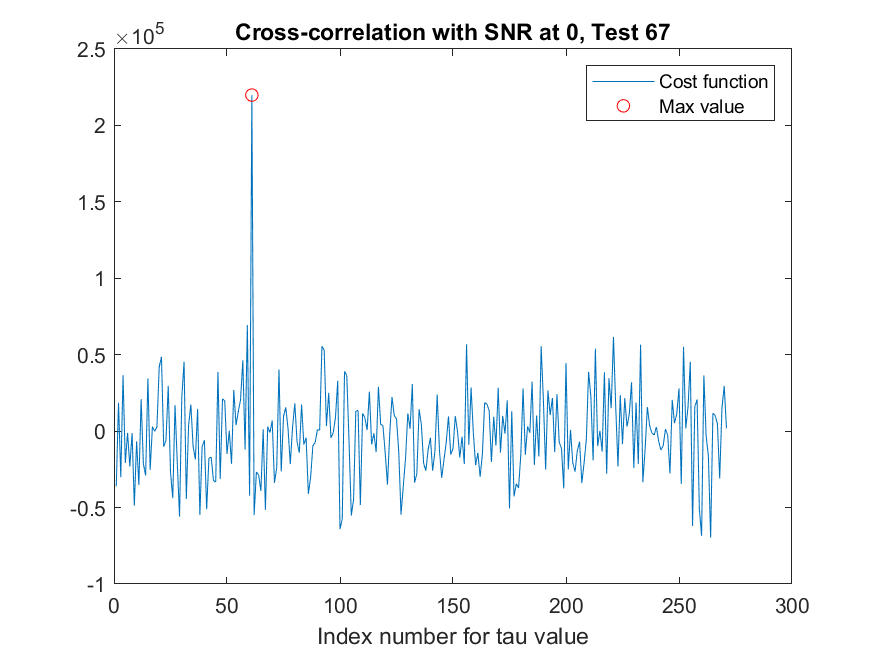 Cross-correlation with SNR at 0, Test 67
×10^5
2.5
2
1.5
1
0.5
0
-0.5
-1
0 50 100 150 200 250 300
Index number for tau value
Cost function
Max value